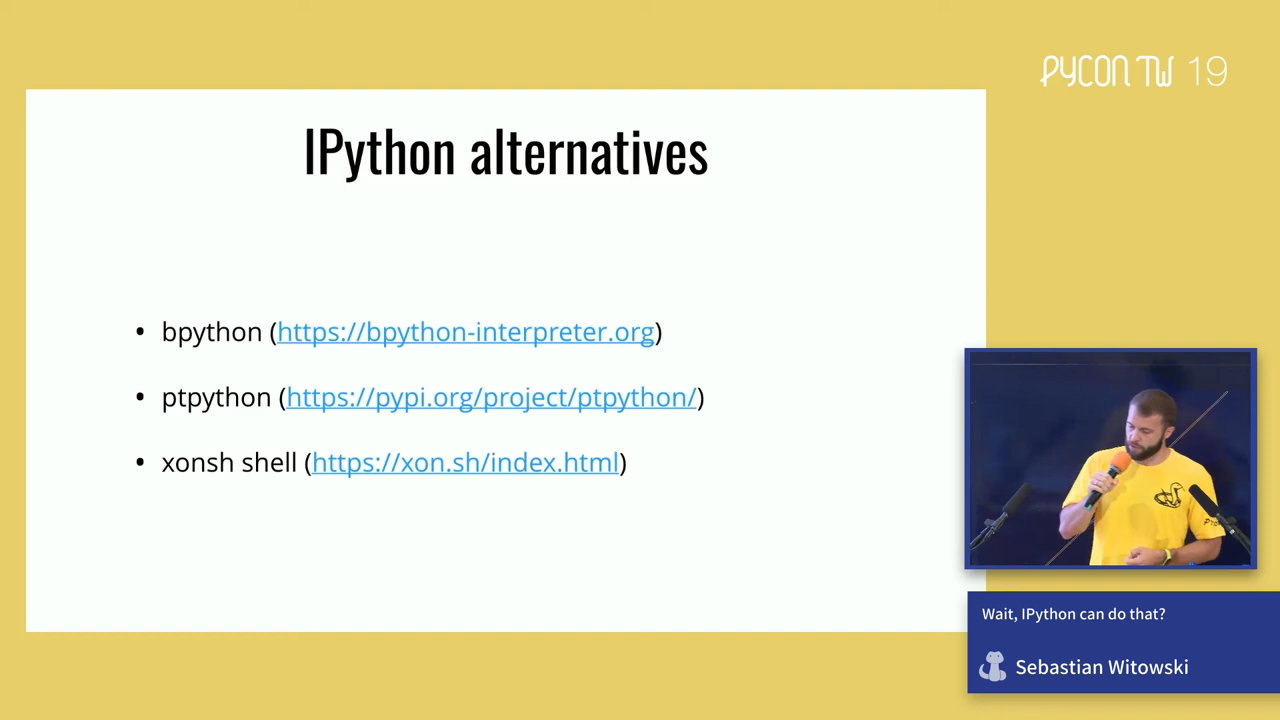 PYCON TW 19
IPython alternatives
• bpython (https://bpython-interpreter.org)
• ptpython (https://pypi.org/project/ptpython/)
• xonsh shell (https://xon.sh/index.html)
Wait, IPython can do that?
Sebastian Witowski